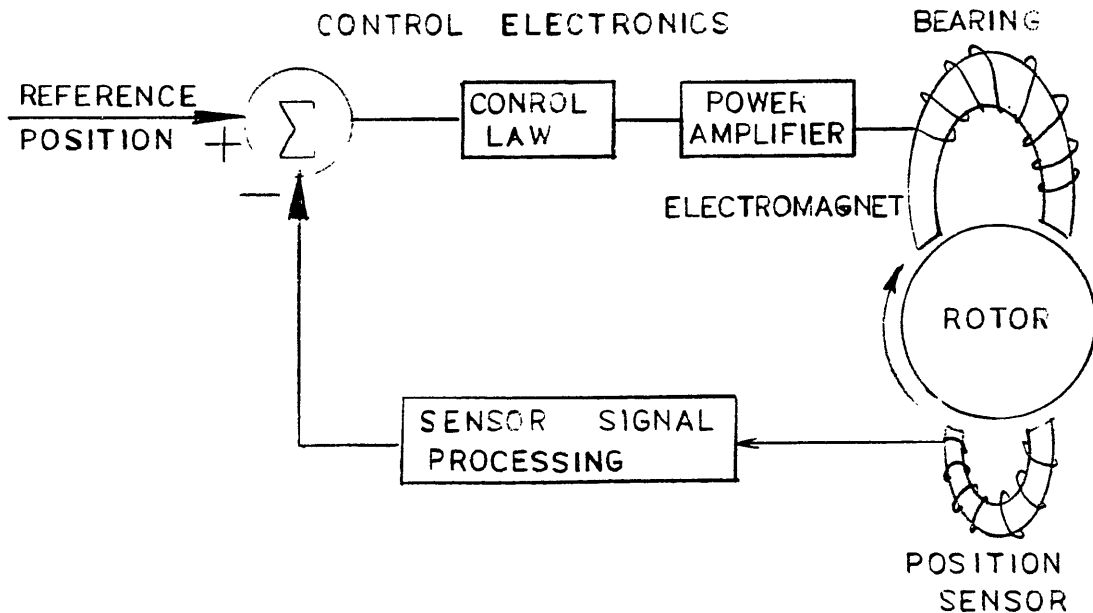 CONTROL ELECTRONICS
BEARING
REFERENCE
POSITION
+
Σ
−
CONROL
LAW
POWER
AMPLIFIER
ELECTROMAGNET
ROTOR
SENSOR SIGNAL
PROCESSING
POSITION
SENSOR